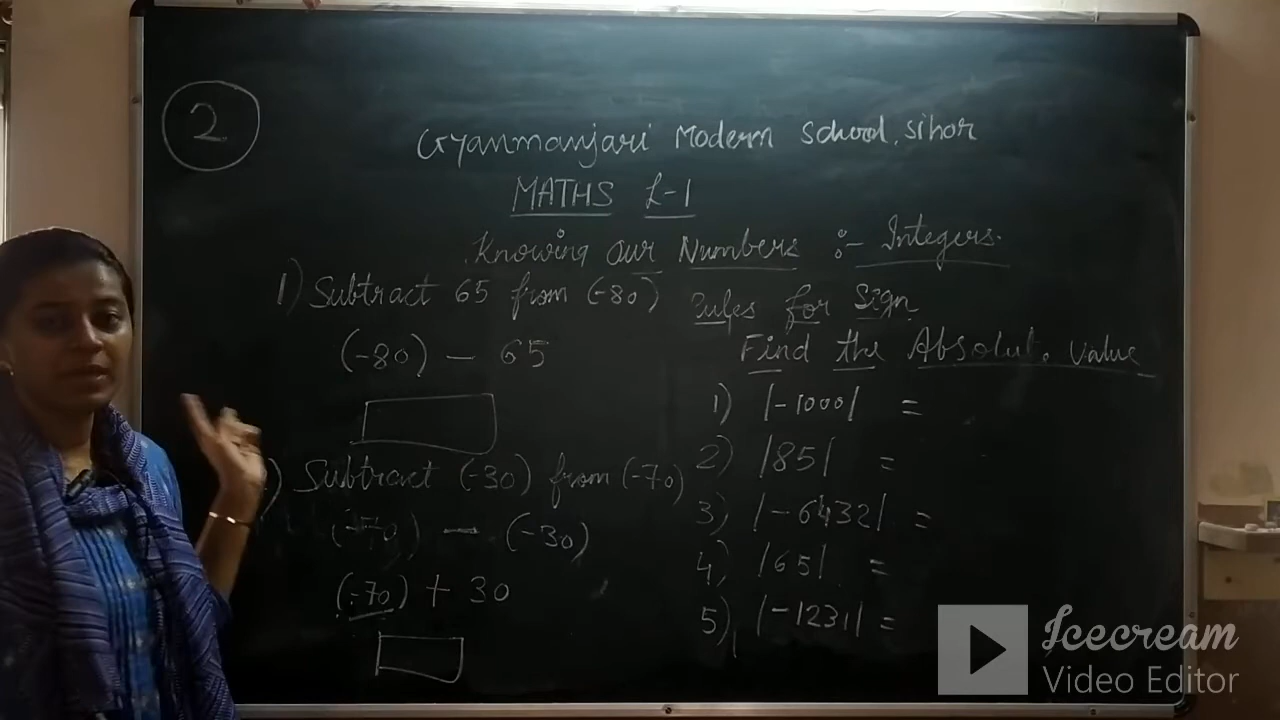 2
Gyanmanjari Modern School, Sihor
MATHS L-1
Knowing our Numbers :- Integers.
1) Subtract 65 from (-80)
(-80) - 65
) Subtract (-30) from (-70)
(-70) - (-30)
(-70) + 30
Rules for Sign
Find the Absolute value
1) |-1000| =
2) |85| =
3) |-6432| =
4) |65| =
5) |-1231| =
Icecream
Video Editor